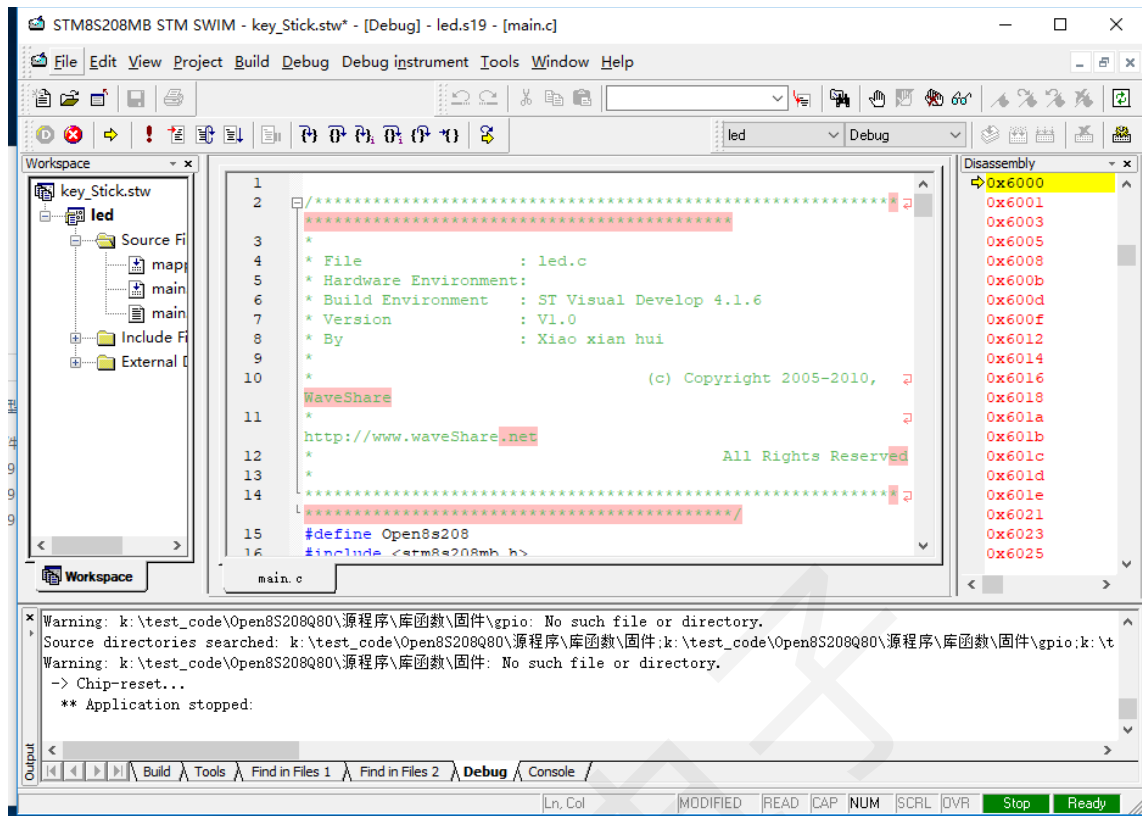 STM8S208MB STM SWIM - key_Stick.stw* - [Debug] - led.s19 - [main.c]
File Edit View Project Build Debug Debug instrument Tools Window Help
led Debug
Workspace
key_Stick.stw
led
Source Fi
mapp
main.
main
Include Fi
External D
Workspace
1
2 /*************************************************************
********************************************
3 *
4 * File : led.c
5 * Hardware Environment:
6 * Build Environment : ST Visual Develop 4.1.6
7 * Version : V1.0
8 * By : Xiao xian hui
9 *
10 * (c) Copyright 2005-2010,
WaveShare
11 *
http://www.waveShare.net
12 * All Rights Reserved
13 *
14 *************************************************************
********************************************/
15 #define Open8s208
16 #include <stm8s208mb.h>
main.c
Disassembly
0x6000
0x6001
0x6003
0x6005
0x6008
0x600b
0x600d
0x600f
0x6012
0x6014
0x6016
0x6018
0x601a
0x601b
0x601c
0x601d
0x601e
0x6021
0x6023
0x6025
Warning: k:\test_code\Open8S208Q80\源程序\库函数\固件\gpio: No such file or directory.
Source directories searched: k:\test_code\Open8S208Q80\源程序\库函数\固件;k:\test_code\Open8S208Q80\源程序\库函数\固件\gpio;k:\t
Warning: k:\test_code\Open8S208Q80\源程序\库函数\固件: No such file or directory.
-> Chip-reset...
** Application stopped:
Output
Build Tools Find in Files 1 Find in Files 2 Debug Console
Ln, Col MODIFIED READ CAP NUM SCRL OVR Stop Ready